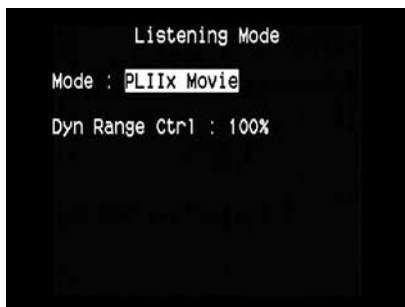 Listening Mode
Mode : PLIIx Movie
Dyn Range Ctrl : 100%